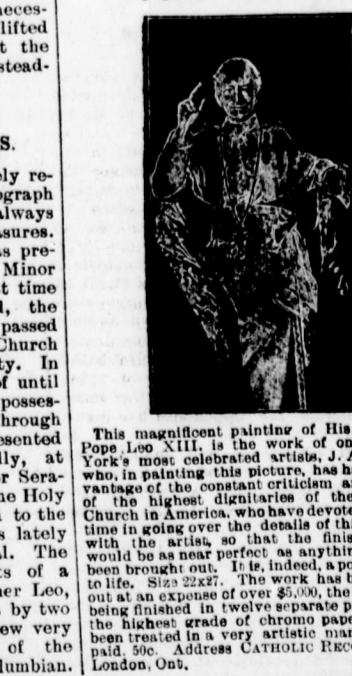 neces-
lifted
t the
stead-
S.
ly re-
ograph
always
sures.
s pre-
Minor
t time
l, the
passed
Church
ty. In
of until
posses-
hrough
esented
lly, at
r Sera-
he Holy
l to the
s lately
l. The
ts of a
er Leo,
by two
ew very
of the
lumbian.
This magnificent painting of His
Pope Leo XIII. is the work of on
York's most celebrated artists, J. A
who, in painting this picture, has h
vantage of the constant criticism a
of the highest dignitaries of the
Church in America, who have devote
time in going over the details of thi
with the artist, so that the finis
would be as near perfect as anythin
been brought out. It is, indeed, a po
to life. Size 22x27. The work has b
out at an expense of over $5,000, the
being finished in twelve separate p
the highest grade of chromo pape
been treated in a very artistic man
paid, 50c. Address CATHOLIC REC
London, Ont.